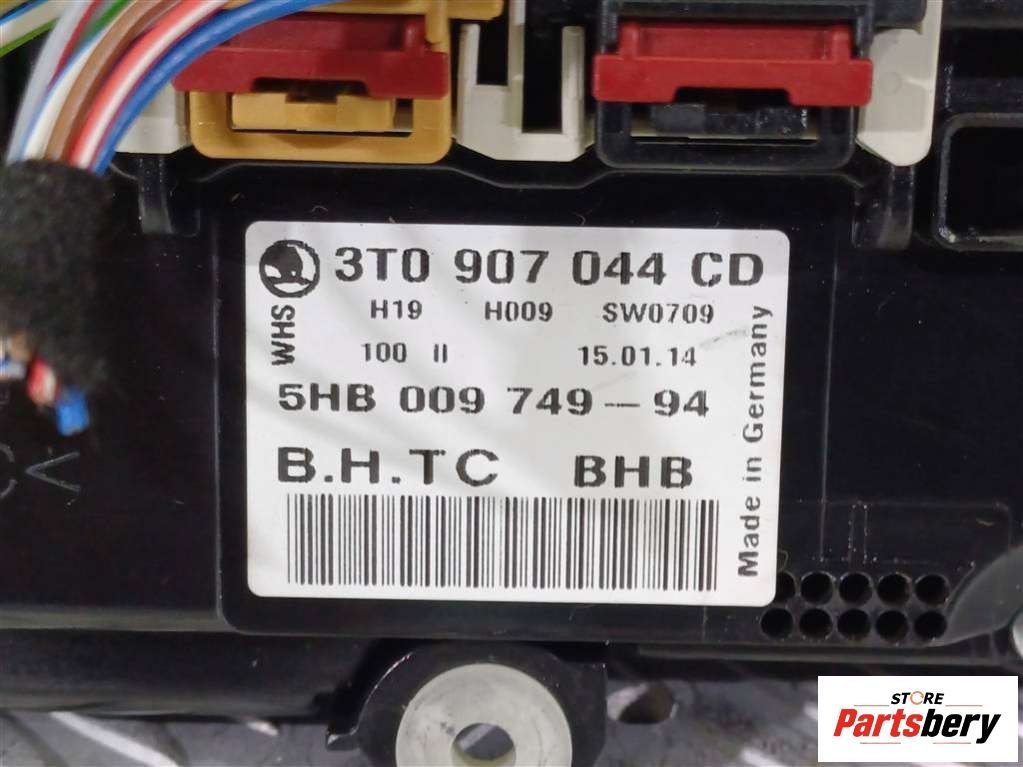 3T0 907 044 CD
H19 H009 SW0709
WHS
100 II 15.01.14
5HB 009 749-94
B.H.TC BHB
Made in Germany
STORE
Partsbery